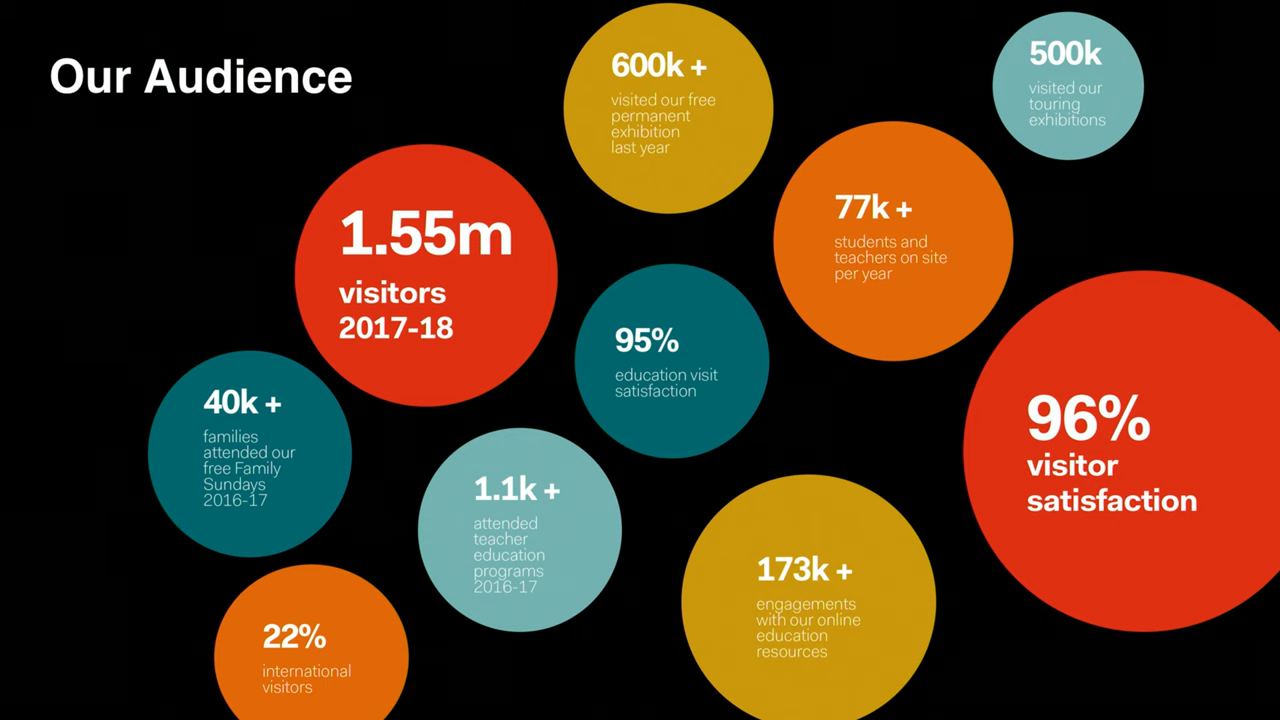 Our Audience
600k +
visited our free
permanent
exhibition
last year
500k
visited our
touring
exhibitions
1.55m
visitors
2017-18
77k +
students and
teachers on site
per year
95%
education visit
satisfaction
40k +
families
attended our
free Family
Sundays
2016-17
96%
visitor
satisfaction
1.1k +
attended
teacher
education
programs
2016-17
173k +
engagements
with our online
education
resources
22%
international
visitors